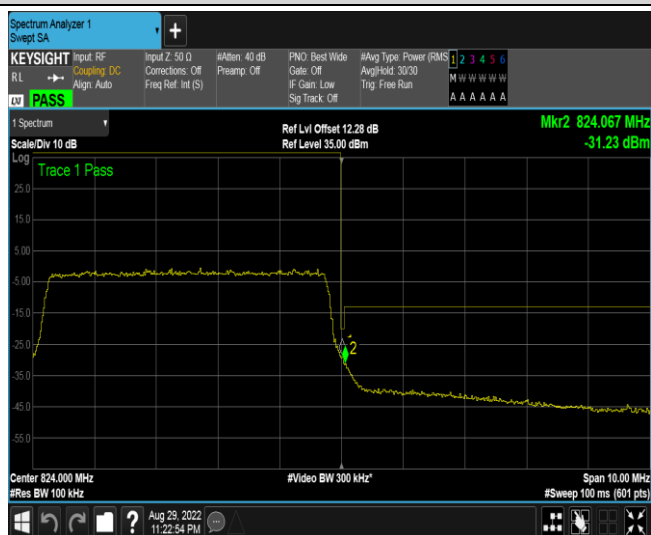 Spectrum Analyzer 1
Swept SA
+
KEYSIGHT
RL
PASS
Input: RF
Coupling: DC
Align: Auto
Input Z: 50 Ω
Corrections: Off
Freq Ref: Int (S)
#Atten: 40 dB
Preamp: Off
PNO: Best Wide
Gate: Off
IF Gain: Low
Sig Track: Off
#Avg Type: Power (RMS
Avg|Hold: 30/30
Trig: Free Run
1 2 3 4 5 6
M W W W W W
A A A A A A
1 Spectrum
Scale/Div 10 dB
Ref Lvl Offset 12.28 dB
Ref Level 35.00 dBm
Mkr2 824.067 MHz
-31.23 dBm
Log
Trace 1 Pass
25.0
15.0
5.00
-5.00
-15.0
-25.0
-35.0
-45.0
-55.0
2
Center 824.000 MHz
#Res BW 100 kHz
#Video BW 300 kHz*
Span 10.00 MHz
#Sweep 100 ms (601 pts)
?
Aug 29, 2022
11:22:54 PM